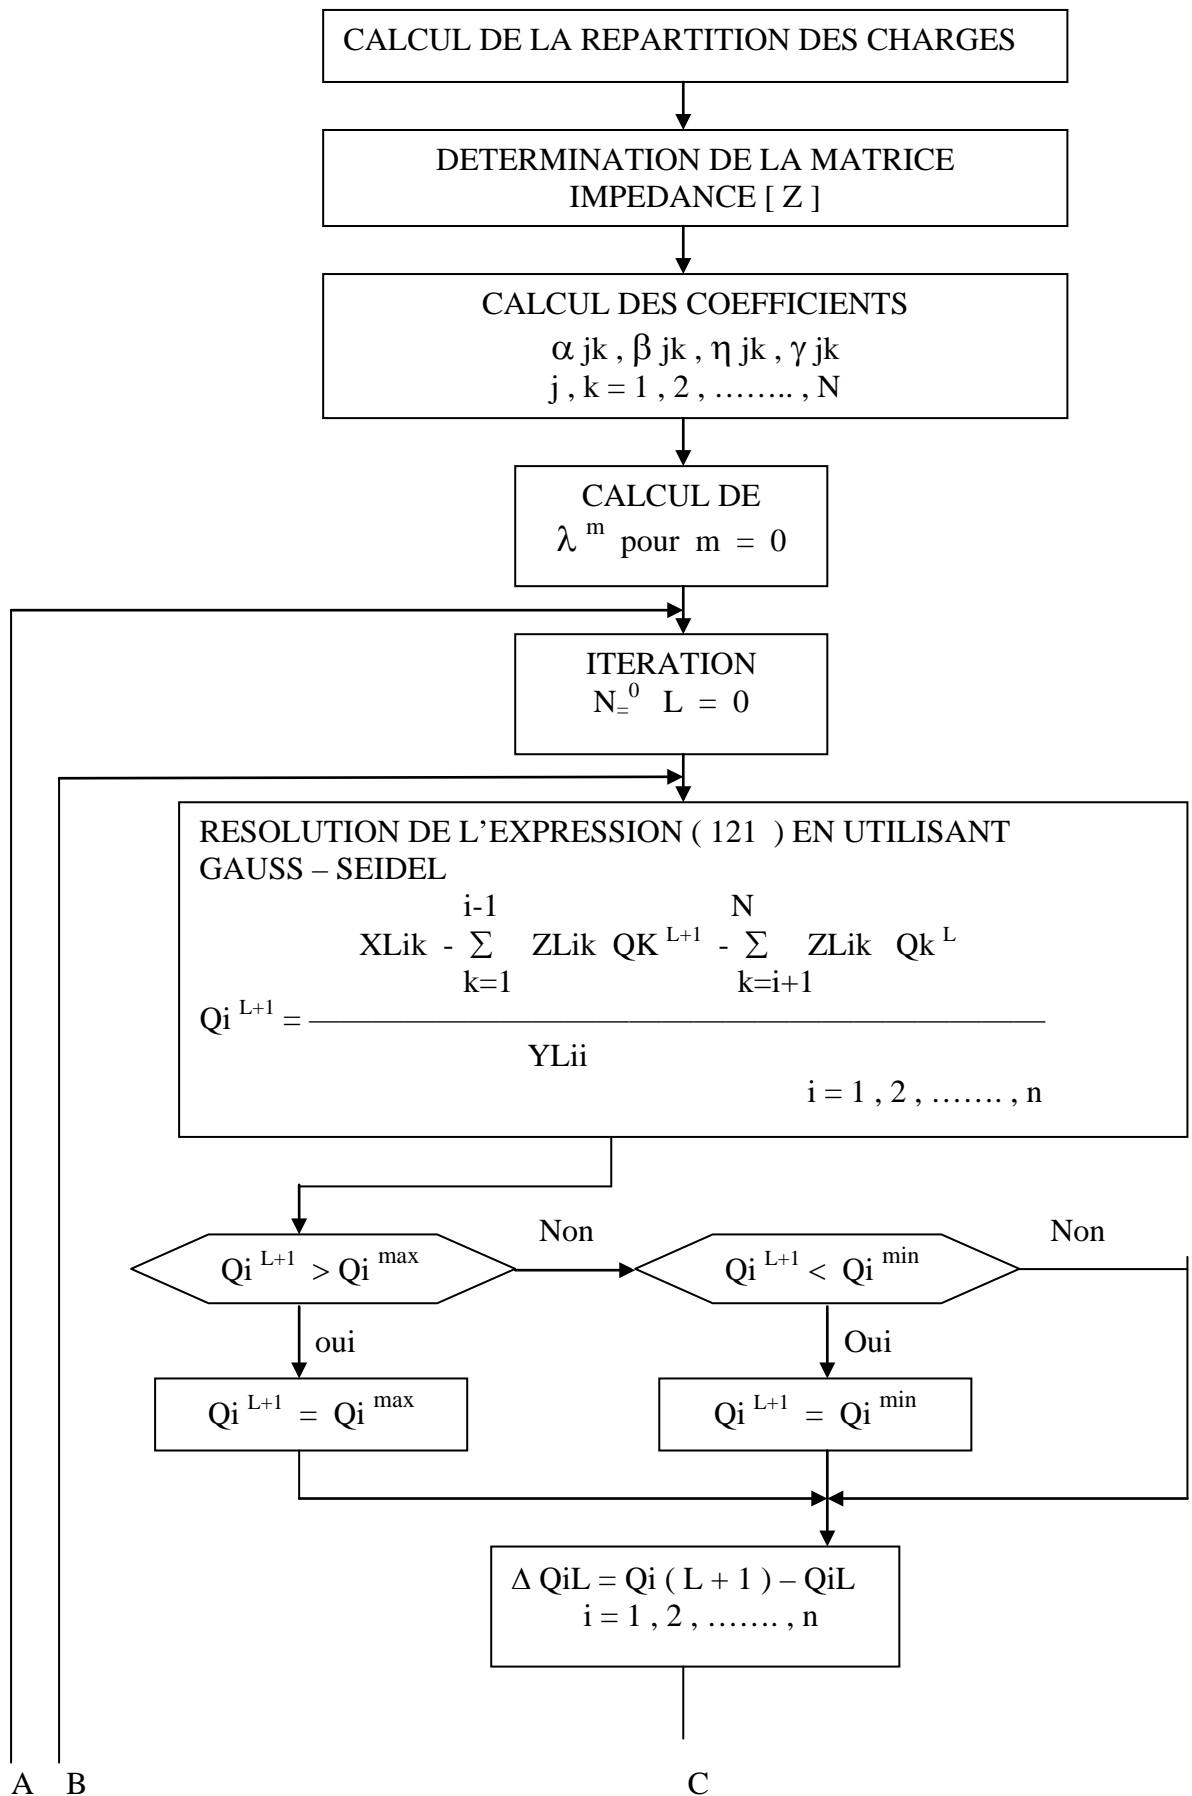 CALCUL DE LA REPARTITION DES CHARGES
DETERMINATION DE LA MATRICE
IMPEDANCE [ Z ]
CALCUL DES COEFFICIENTS
α jk , β jk , η jk , γ jk
j , k = 1 , 2 , …….. , N
CALCUL DE
λ ^m pour m = 0
ITERATION
N_=^0 L = 0
RESOLUTION DE L’EXPRESSION ( 121 ) EN UTILISANT
GAUSS – SEIDEL
i-1 N
XLik - Σ ZLik QK ^L+1 - Σ ZLik Qk ^L
k=1 k=i+1
Qi ^L+1 = ————————————————
YLii
i = 1 , 2 , ……. , n
Non Non
Qi ^L+1 > Qi ^max Qi ^L+1 < Qi ^min
oui Oui
Qi ^L+1 = Qi ^max Qi ^L+1 = Qi ^min
Δ QiL = Qi ( L + 1 ) – QiL
i = 1 , 2 , ……. , n
A B C